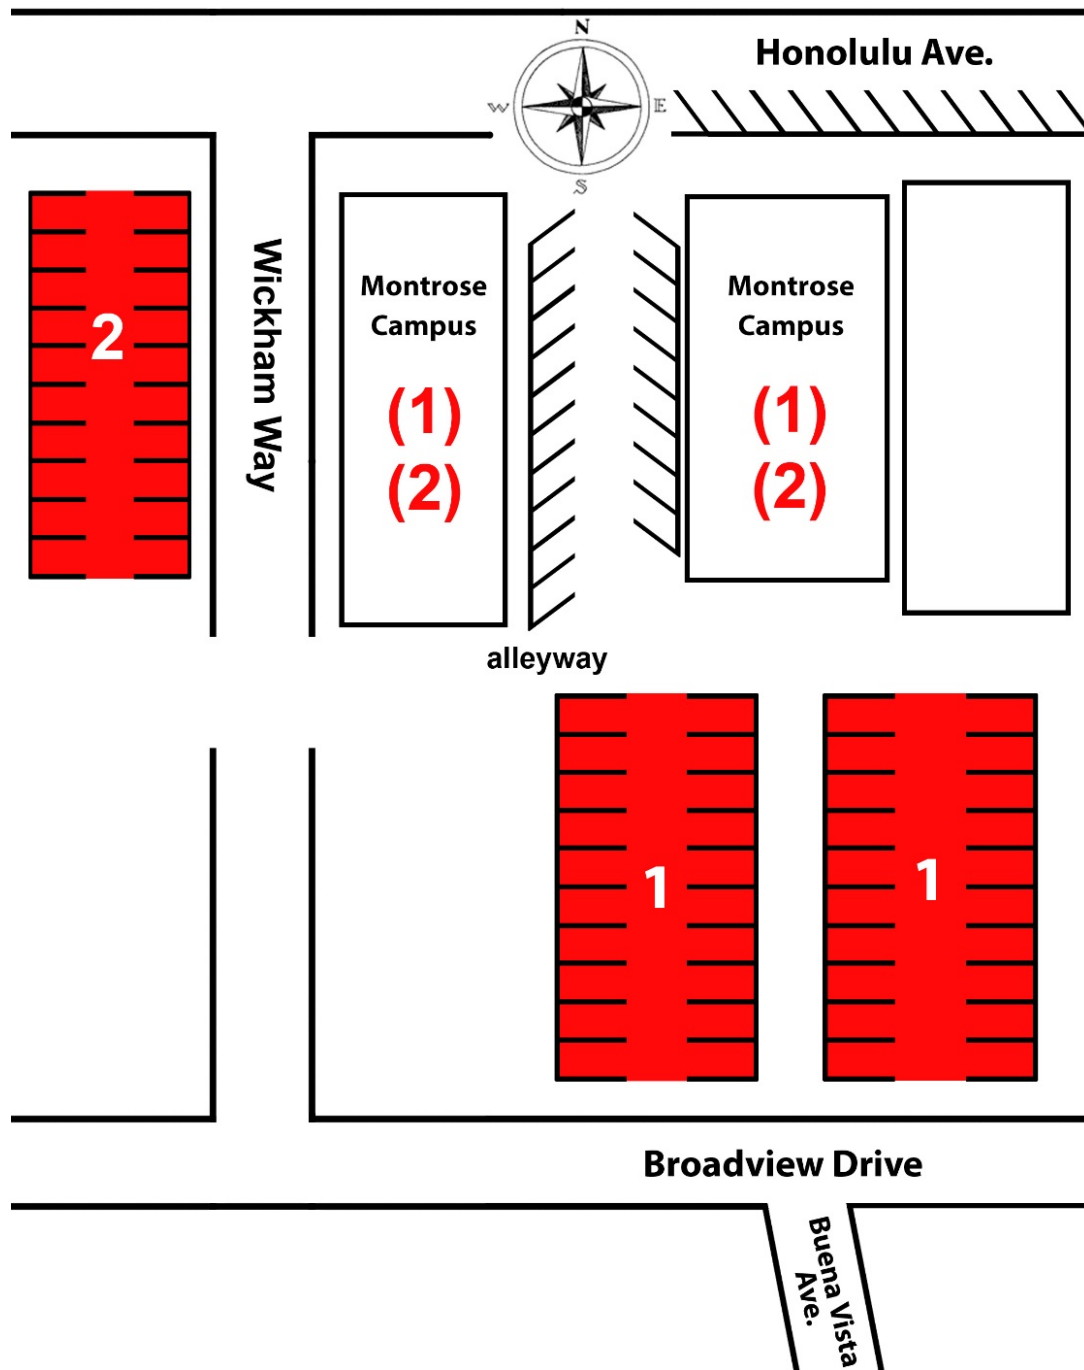 N
Honolulu Ave.
W
E
S
2
Wickham Way
Montrose
Campus
(1)
(2)
Montrose
Campus
(1)
(2)
alleyway
1
1
Broadview Drive
Buena Vista
Ave.